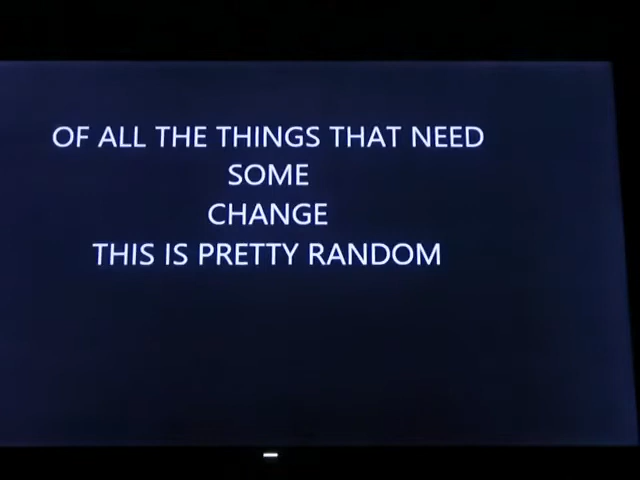 OF ALL THE THINGS THAT NEED
SOME
CHANGE
THIS IS PRETTY RANDOM